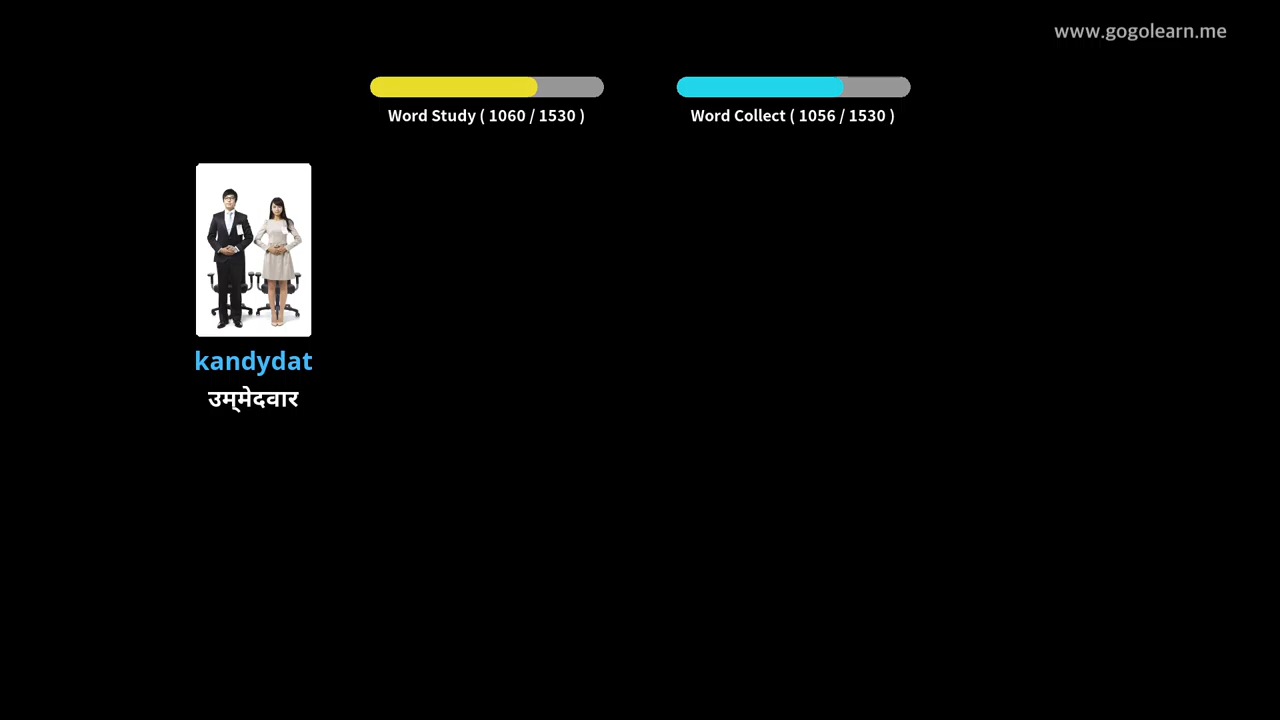 www.gogolearn.me
Word Study ( 1060 / 1530 )
Word Collect ( 1056 / 1530 )
kandydat
उम्मेदवार